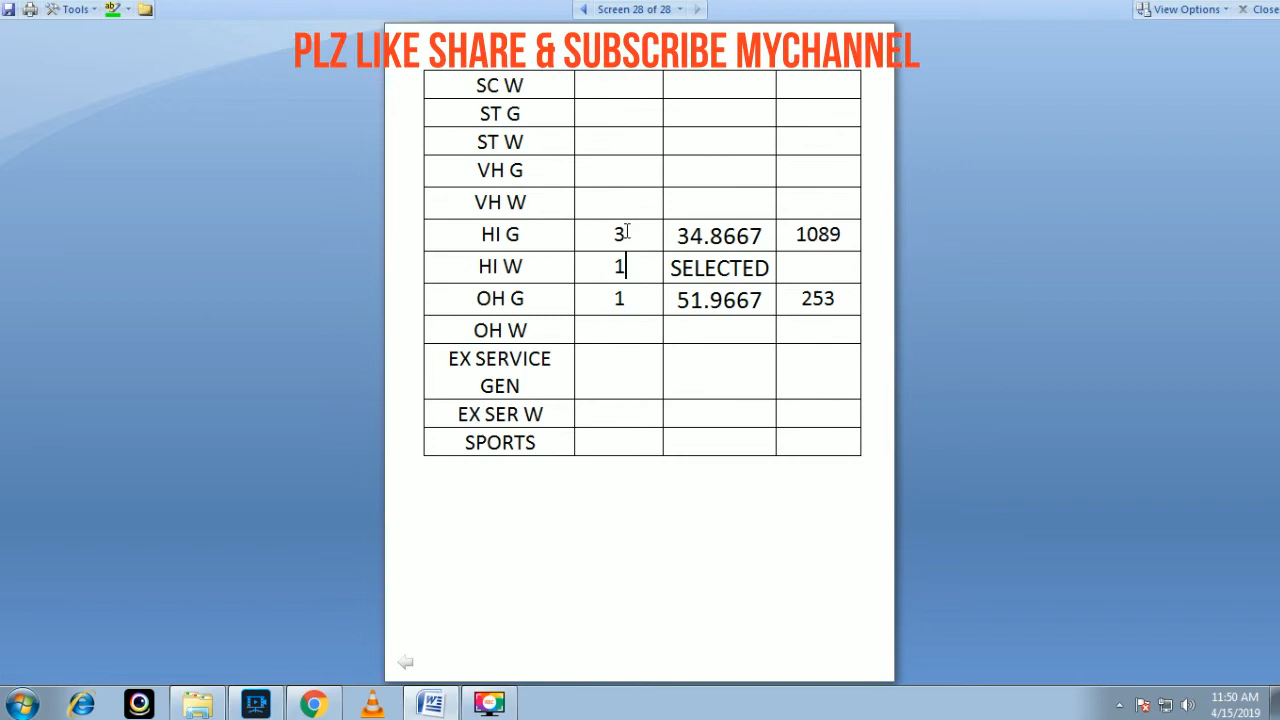 Tools
Screen 28 of 28
View Options
Close
PLZ LIKE SHARE & SUBSCRIBE MYCHANNEL
SC W
ST G
ST W
VH G
VH W
HI G 3 34.8667 1089
HI W 1 SELECTED
OH G 1 51.9667 253
OH W
EX SERVICE
GEN
EX SER W
SPORTS
11:50 AM
4/15/2019